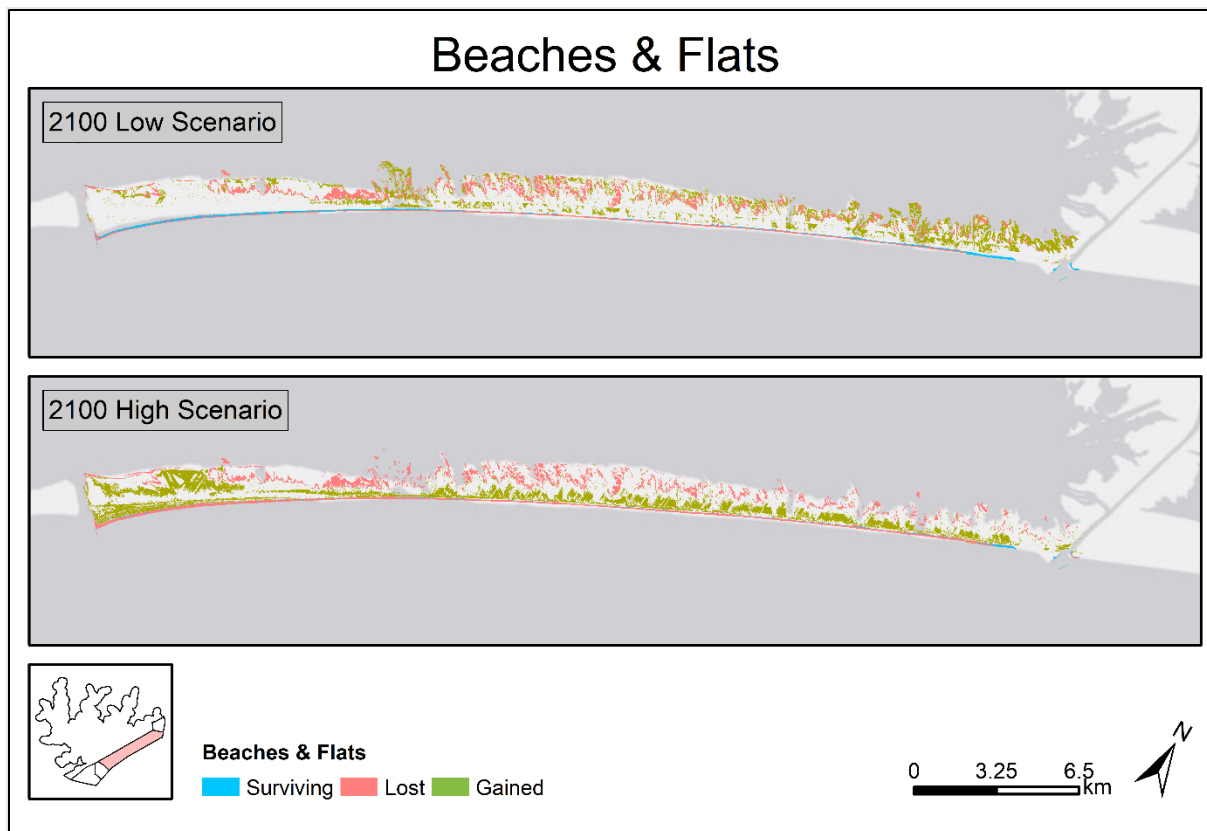 Beaches & Flats
2100 Low Scenario
2100 High Scenario
Beaches & Flats
Surviving Lost Gained
0 3.25 6.5
km
N